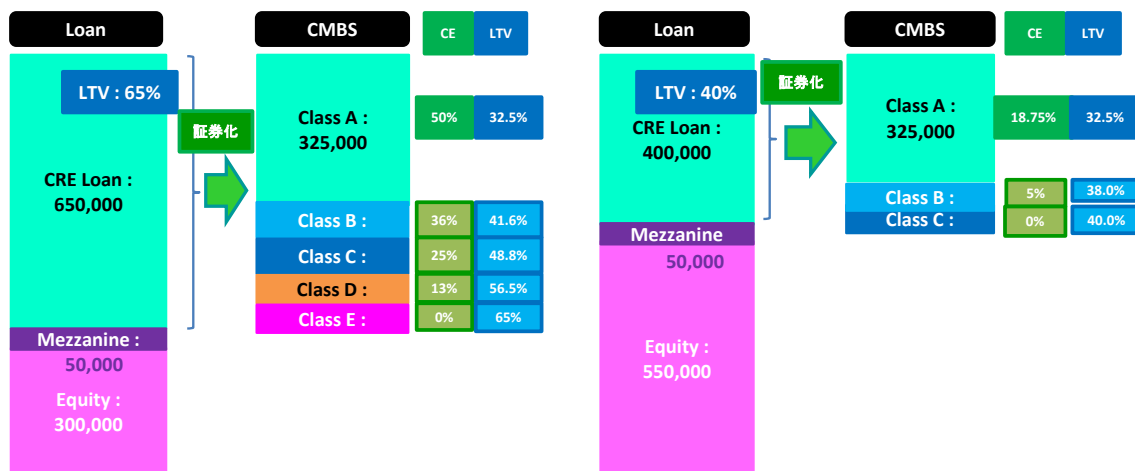 Loan
CMBS
CE
LTV
LTV : 65%
証券化
CRE Loan :
650,000
Mezzanine :
50,000
Equity :
300,000
Class A :
325,000
50%
32.5%
Class B :
36%
41.6%
Class C :
25%
48.8%
Class D :
13%
56.5%
Class E :
0%
65%
Loan
CMBS
CE
LTV
LTV : 40%
証券化
CRE Loan :
400,000
Mezzanine
50,000
Equity :
550,000
Class A :
325,000
18.75%
32.5%
Class B :
5%
38.0%
Class C :
0%
40.0%